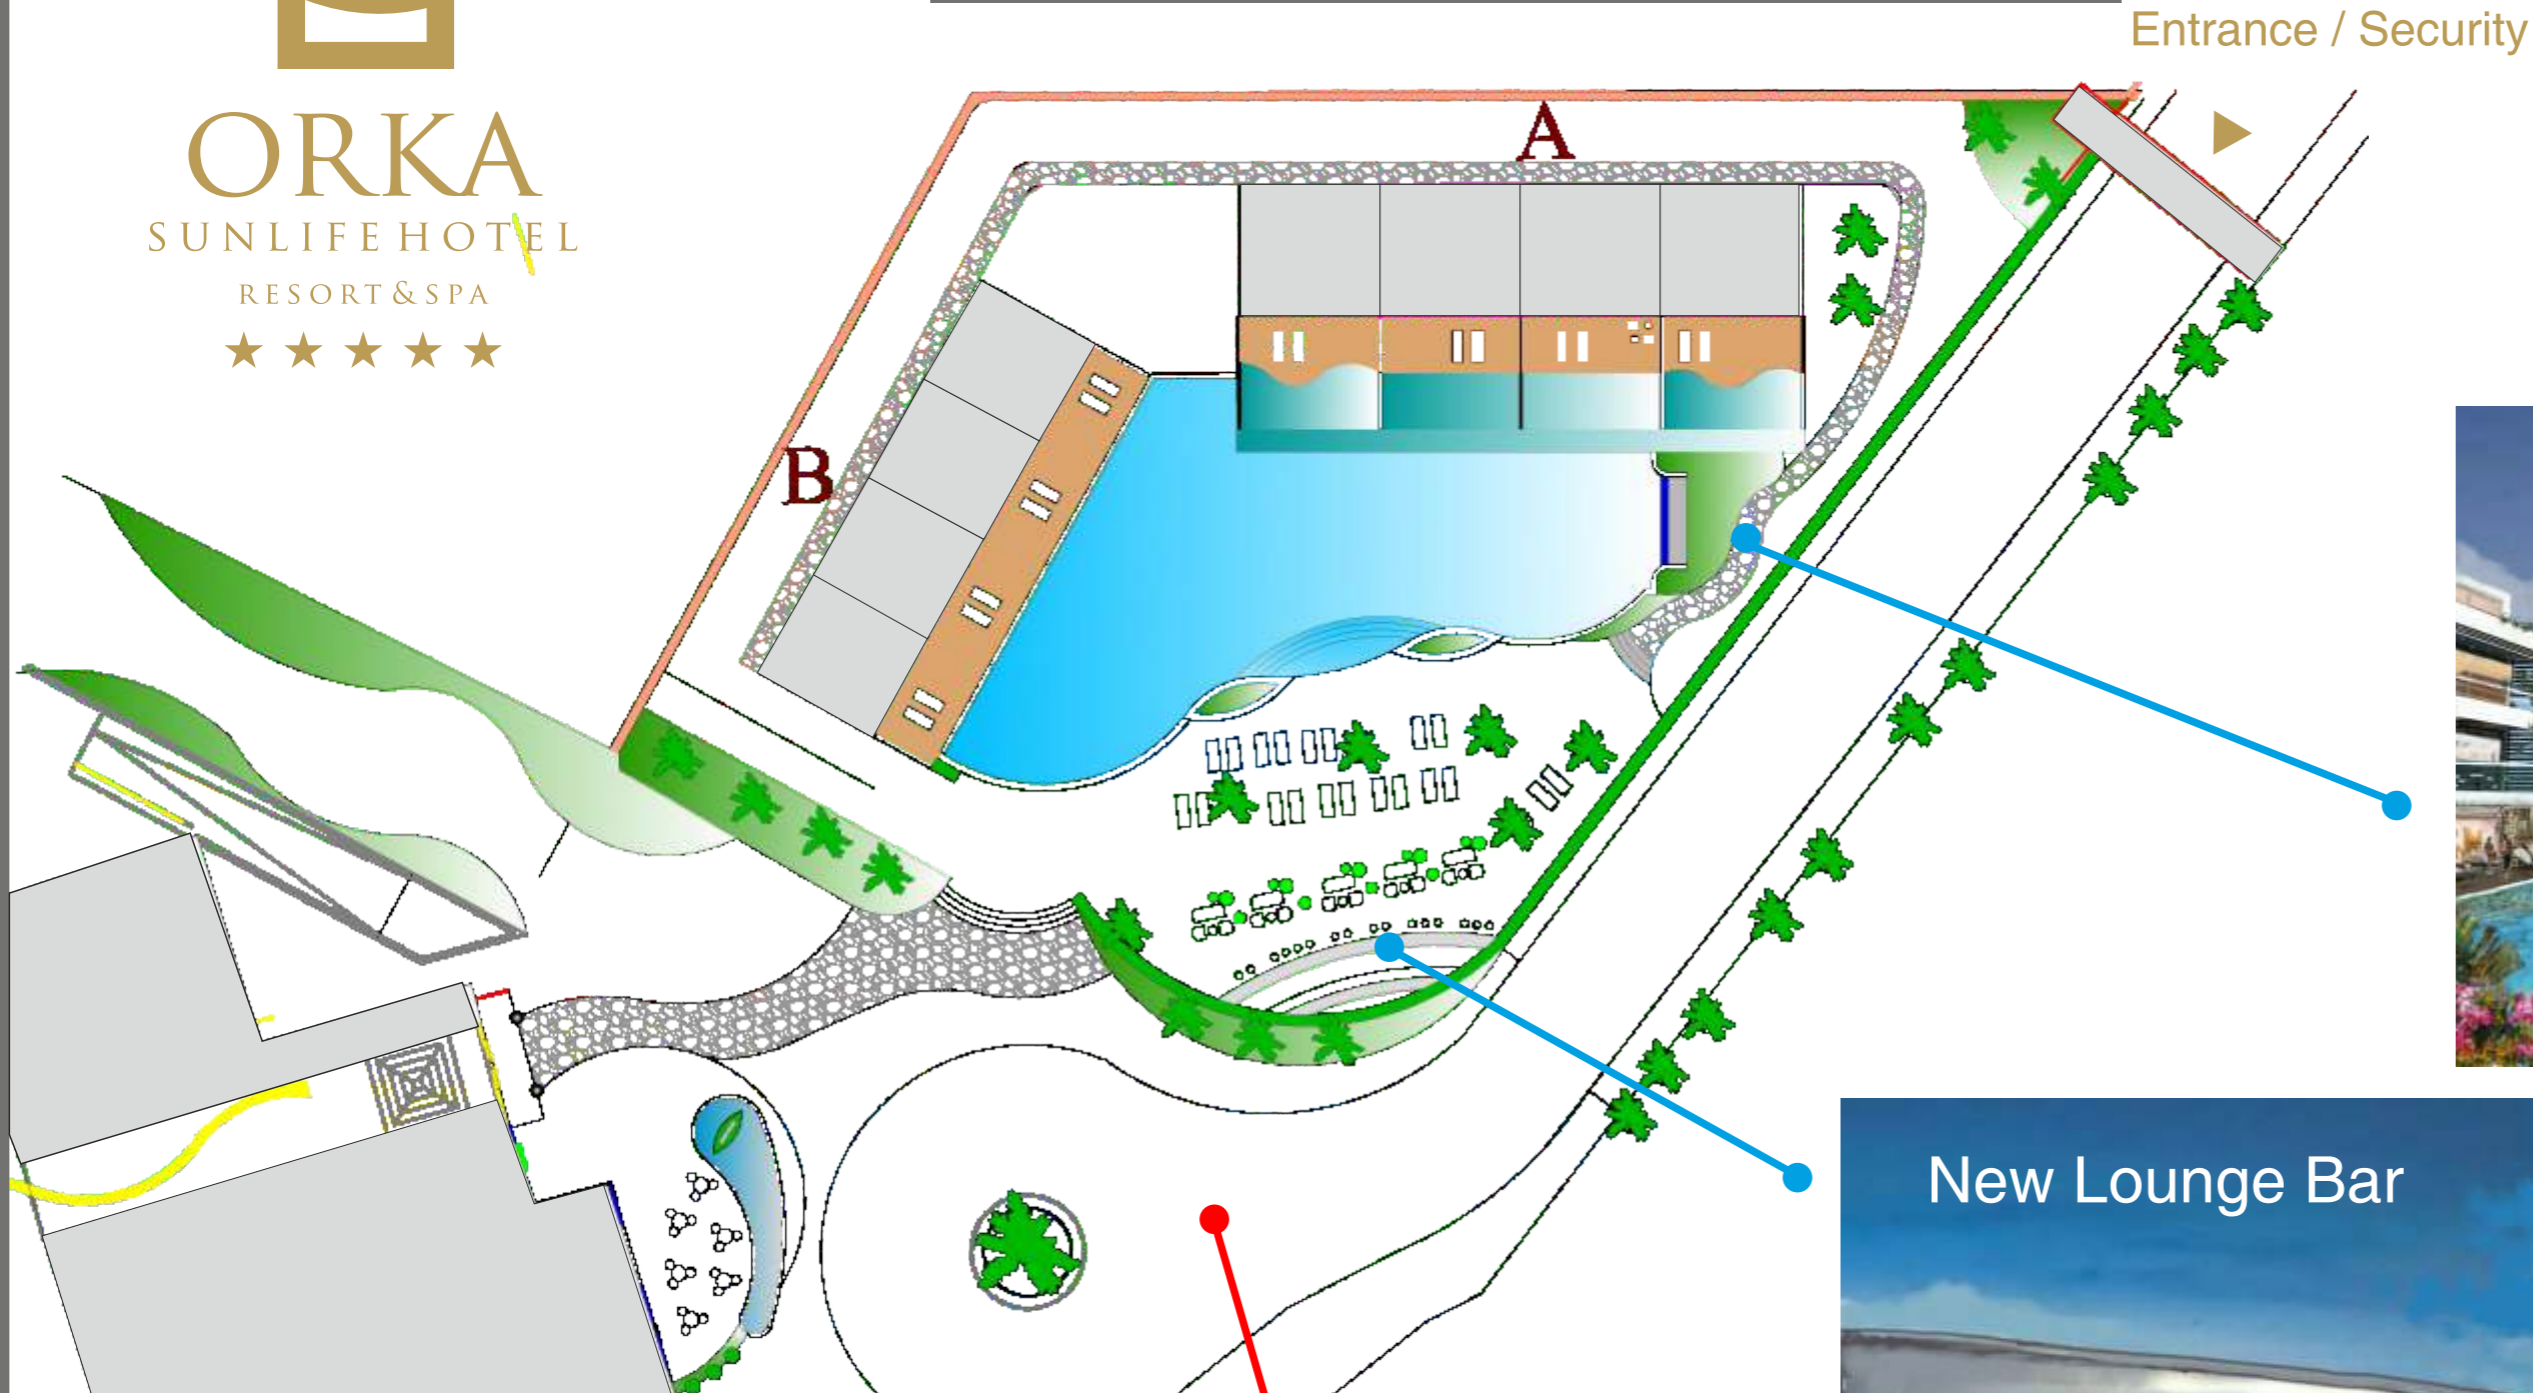 Entrance / Security
ORKA
SUNLIFE HOTEL
RESORT & SPA
A
B
New Lounge Bar